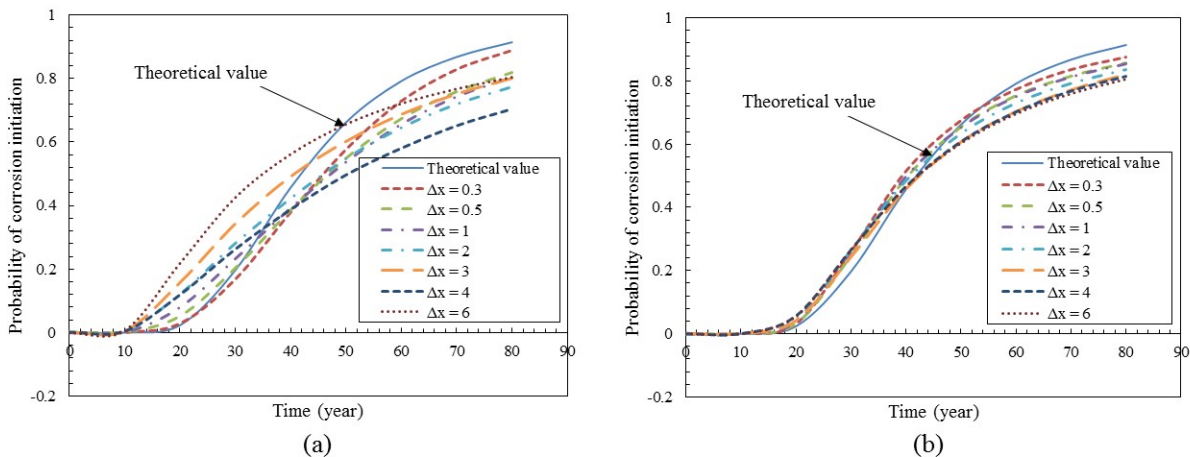 1
0.8
0.6
0.4
0.2
0
-0.2
Probability of corrosion initiation
0 10 20 30 40 50 60 70 80 90
Time (year)
Theoretical value
Theoretical value
Δx = 0.3
Δx = 0.5
Δx = 1
Δx = 2
Δx = 3
Δx = 4
Δx = 6
(a)
1
0.8
0.6
0.4
0.2
0
-0.2
Probability of corrosion initiation
0 10 20 30 40 50 60 70 80 90
Time (year)
Theoretical value
Theoretical value
Δx = 0.3
Δx = 0.5
Δx = 1
Δx = 2
Δx = 3
Δx = 4
Δx = 6
(b)